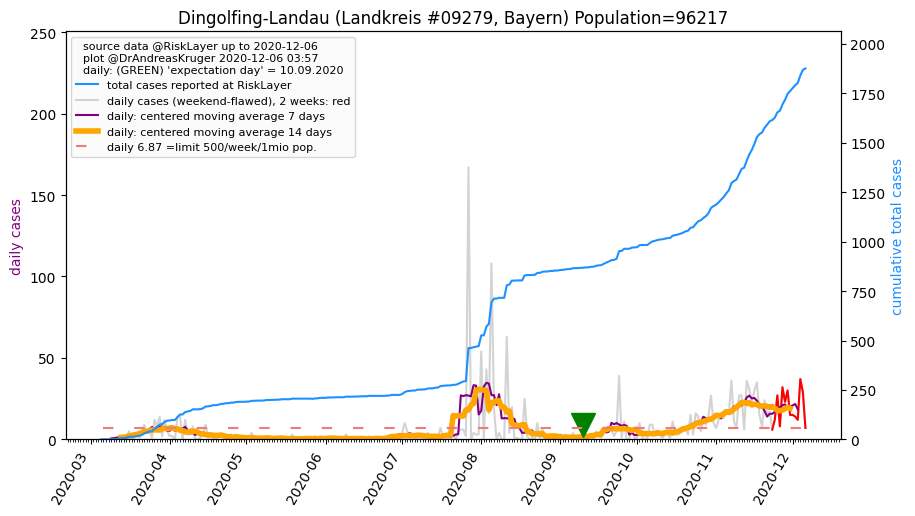 Dingolfing-Landau (Landkreis #09279, Bayern) Population=96217
source data @RiskLayer up to 2020-12-06
plot @DrAndreasKruger 2020-12-06 03:57
daily: (GREEN) 'expectation day' = 10.09.2020
total cases reported at RiskLayer
daily cases (weekend-flawed), 2 weeks: red
daily: centered moving average 7 days
daily: centered moving average 14 days
daily 6.87 =limit 500/week/1mio pop.
daily cases
250
200
150
100
50
0
cumulative total cases
2000
1750
1500
1250
1000
750
500
250
0
2020-03
2020-04
2020-05
2020-06
2020-07
2020-08
2020-09
2020-10
2020-11
2020-12